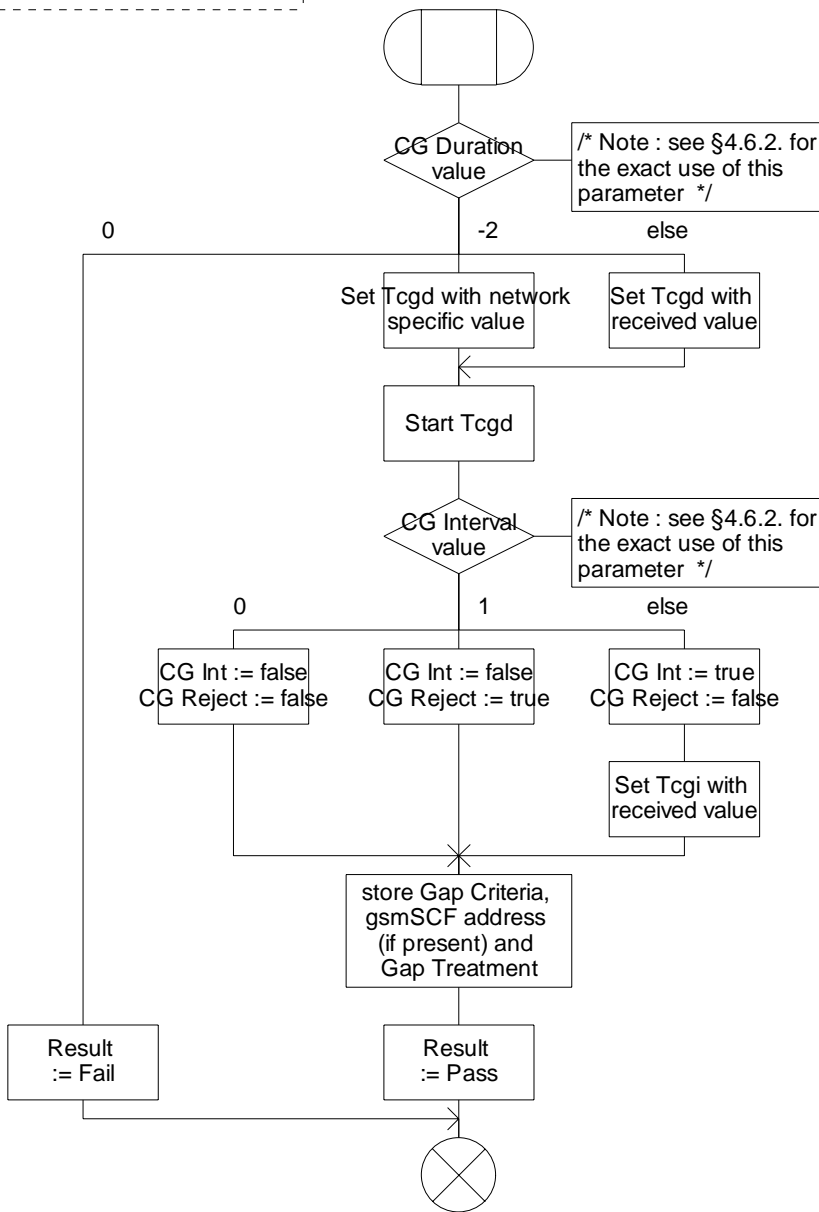 CG Duration
value
/* Note : see §4.6.2. for
the exact use of this
parameter */
0
-2
else
Set Tcgd with network
specific value
Set Tcgd with
received value
Start Tcgd
CG Interval
value
/* Note : see §4.6.2. for
the exact use of this
parameter */
0
1
else
CG Int := false
CG Reject := false
CG Int := false
CG Reject := true
CG Int := true
CG Reject := false
Set Tcgi with
received value
store Gap Criteria,
gsmSCF address
(if present) and
Gap Treatment
Result
:= Fail
Result
:= Pass